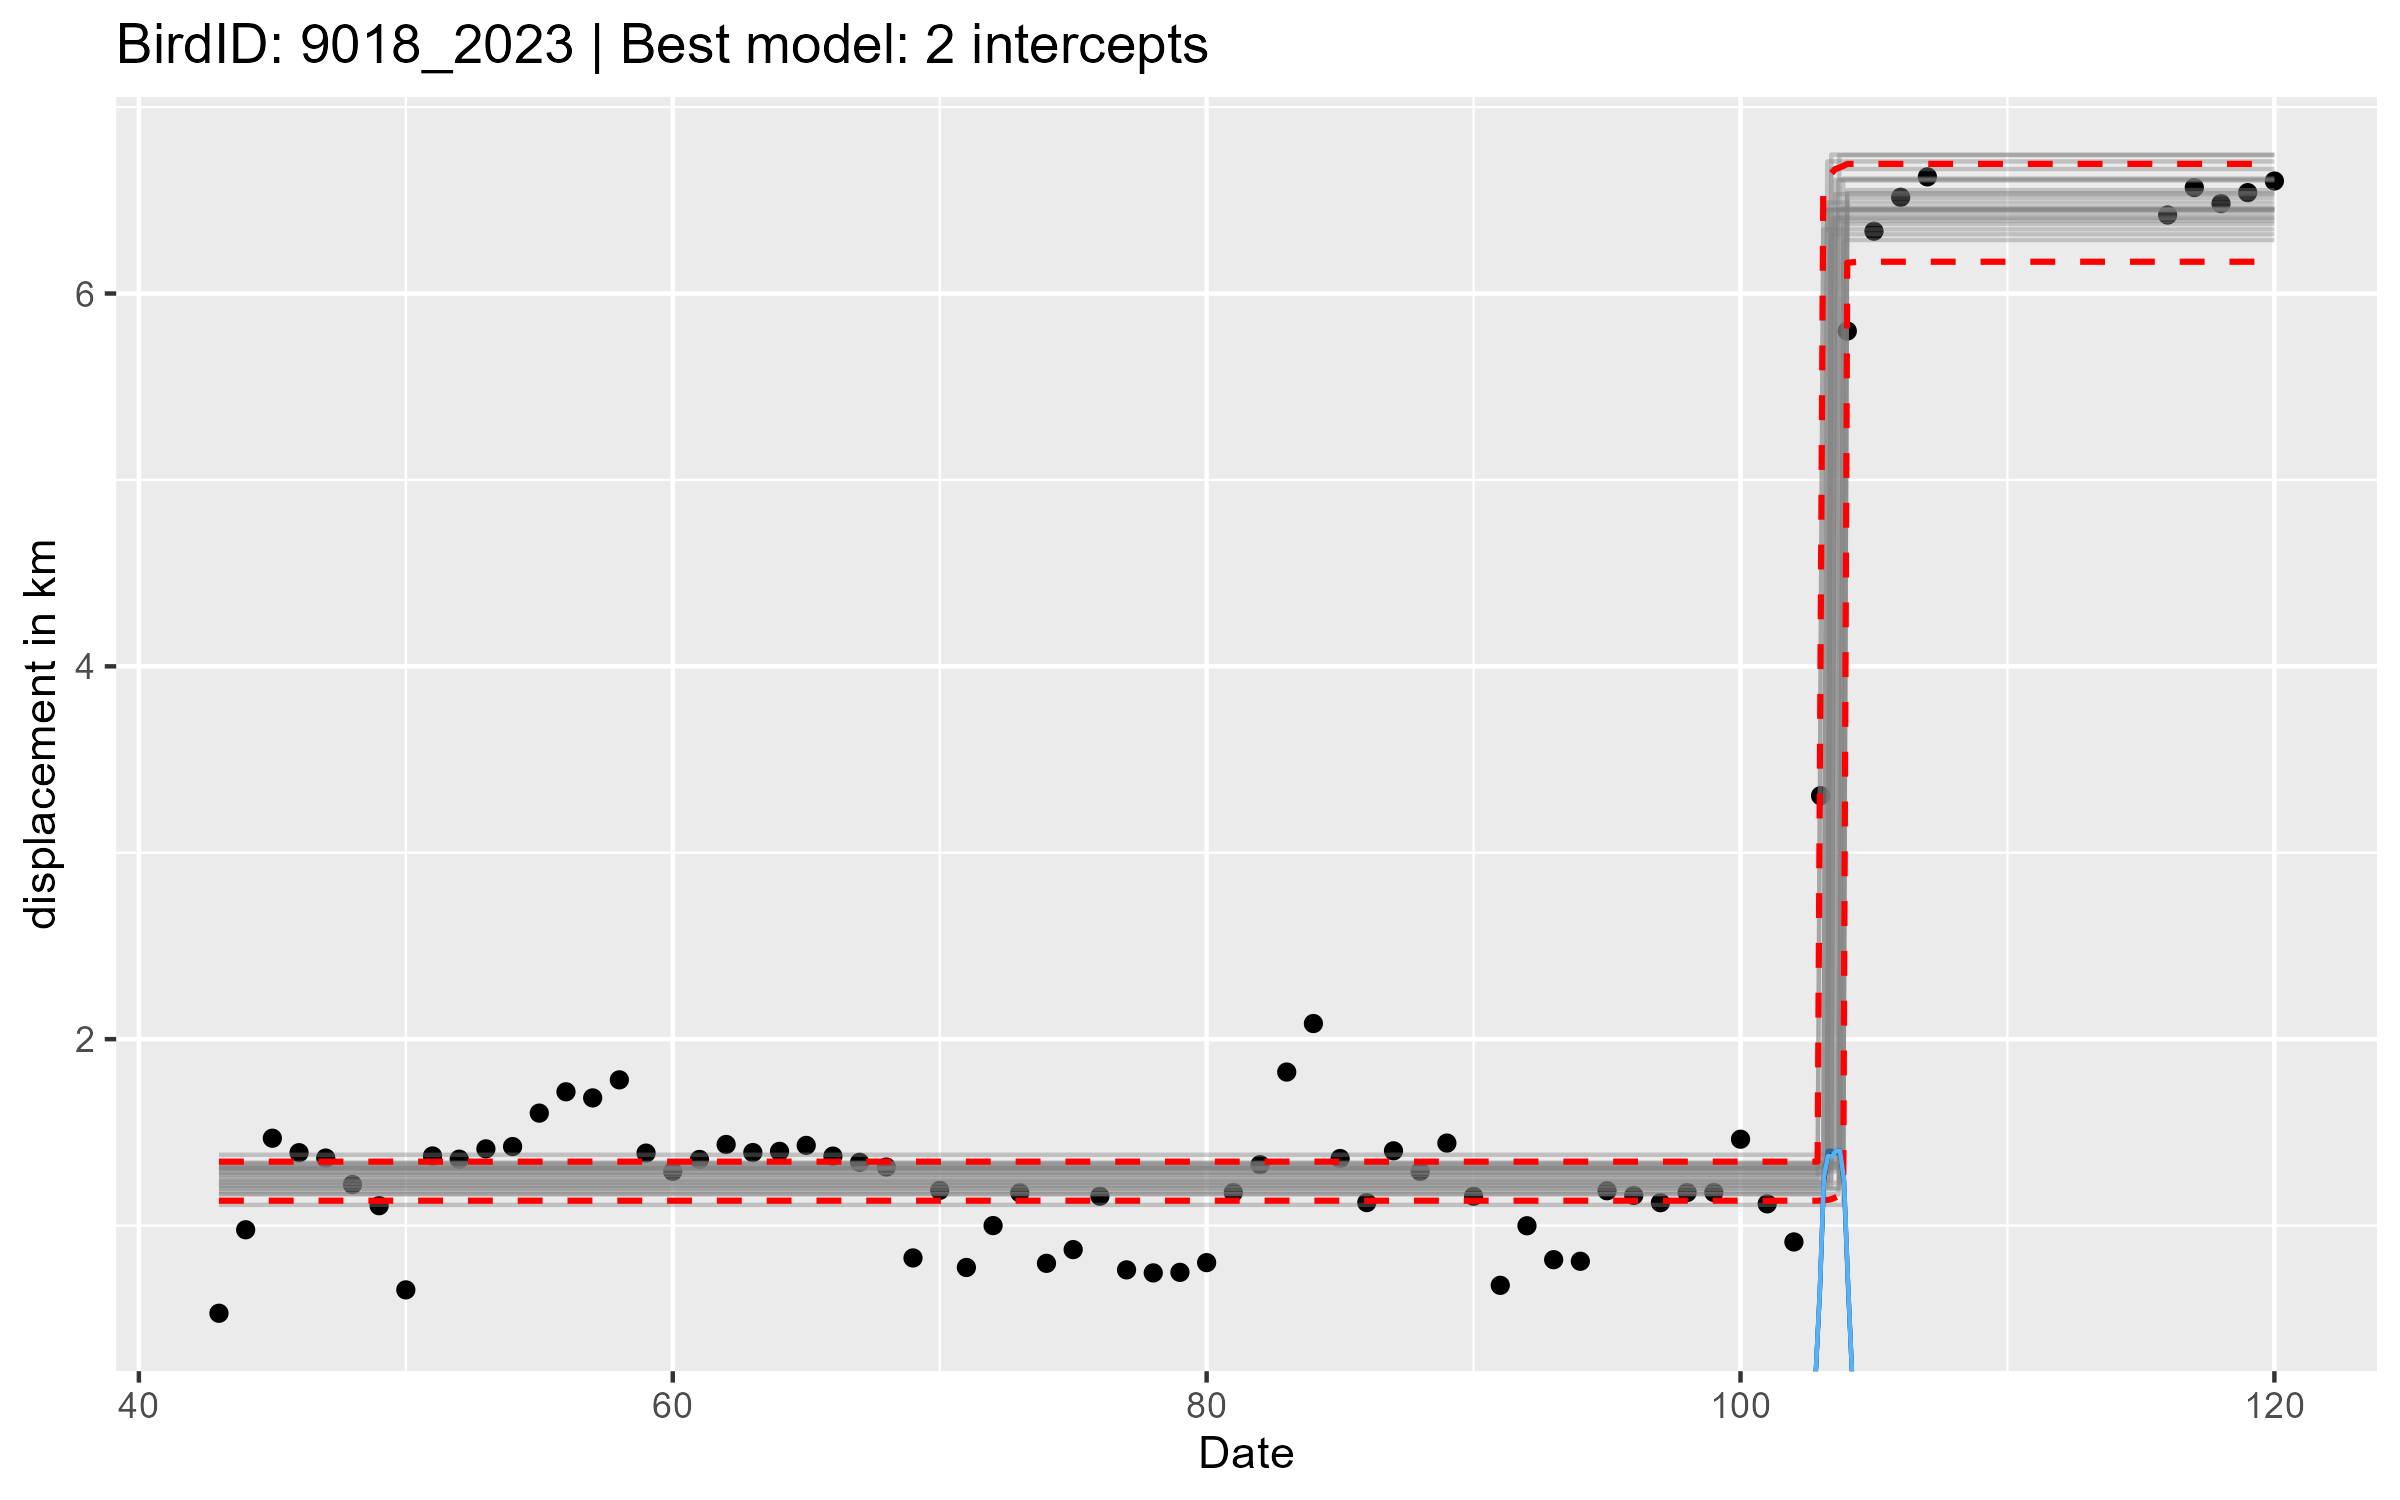 BirdID: 9018_2023 | Best model: 2 intercepts
displacement in km
6
4
2
40 60 80 100 120
Date